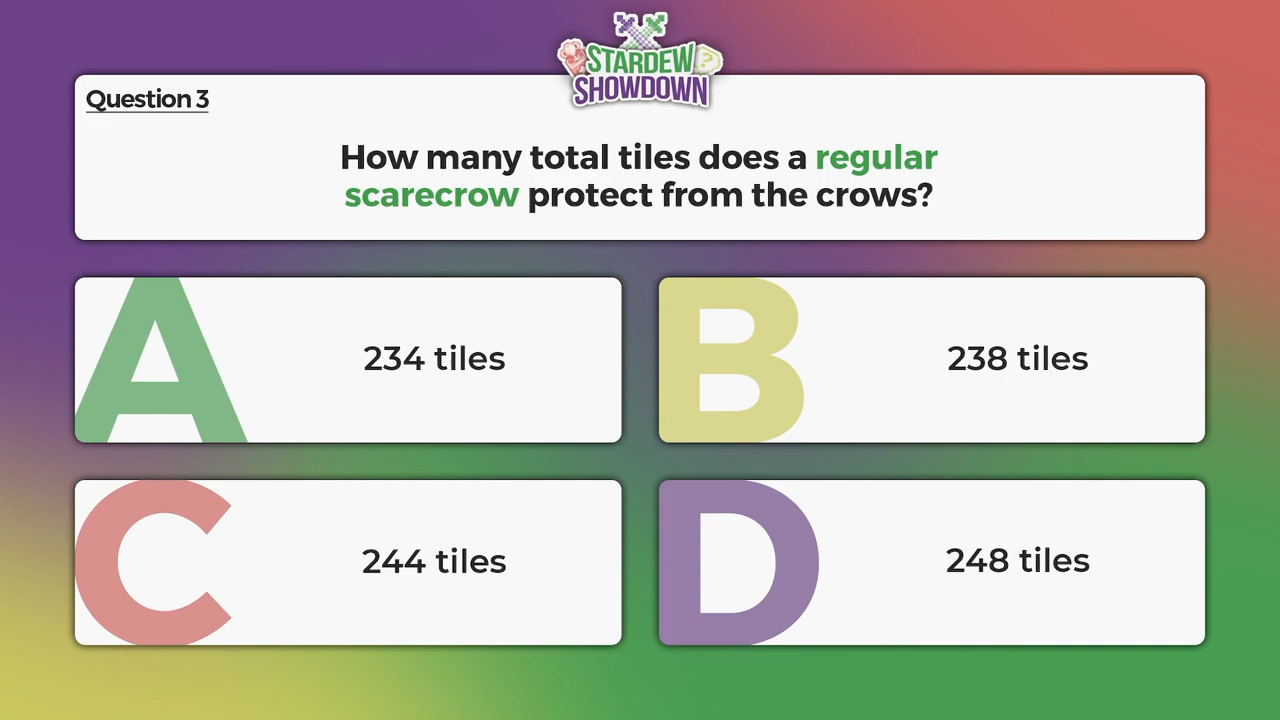 STARDEW
SHOWDOWN
Question 3
How many total tiles does a regular
scarecrow protect from the crows?
A
234 tiles
B
238 tiles
C
244 tiles
D
248 tiles